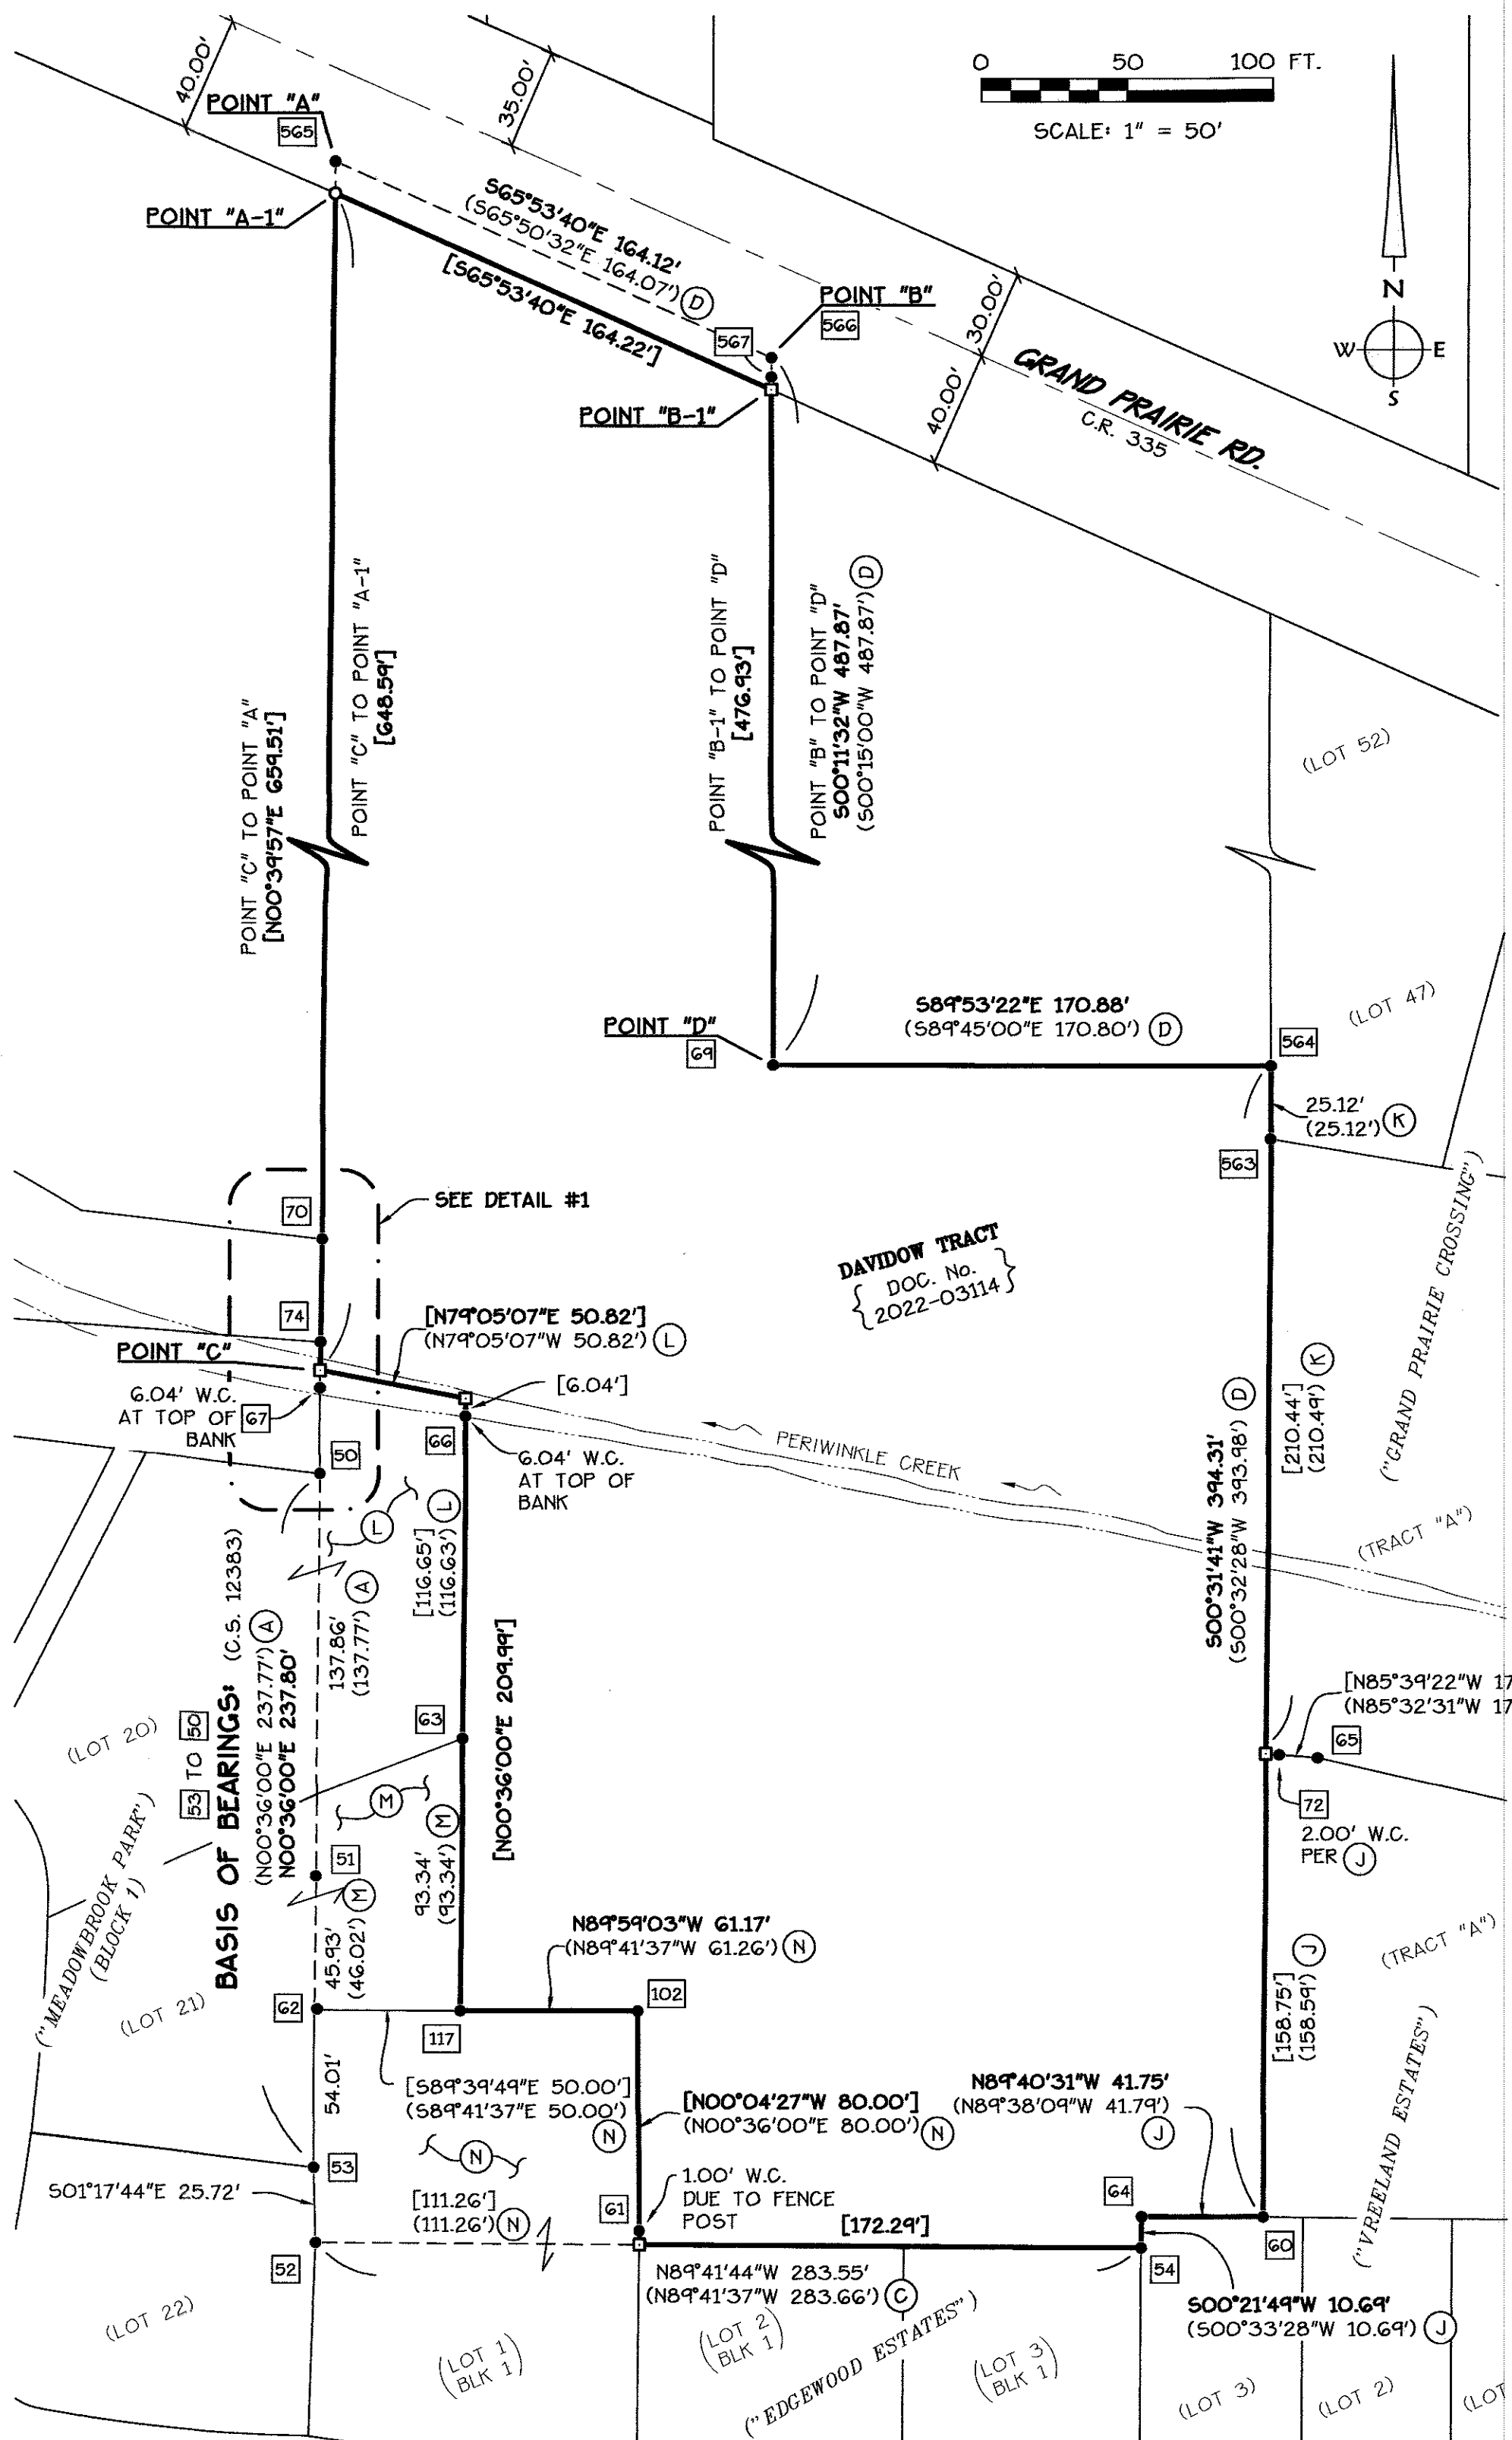 0 50 100 FT.
SCALE: 1" = 50'
40.00'
35.00'
POINT "A"
565
POINT "A-1"
S65°53'40"E 164.12'
(S65°50'32"E 164.07') D
[S65°53'40"E 164.22']
POINT "B"
566
567
POINT "B-1"
30.00'
40.00'
GRAND PRAIRIE RD.
C.R. 335
N
W E
S
POINT "C" TO POINT "A"
[N00°39'57"E 659.51']
POINT "C" TO POINT "A-1"
[648.59']
POINT "B-1" TO POINT "D"
[476.93']
POINT "B" TO POINT "D"
S00°11'32"W 487.87'
(S00°15'00"W 487.87') D
(LOT 52)
(LOT 47)
POINT "D"
69
S89°53'22"E 170.88'
(S89°45'00"E 170.80') D
564
25.12'
(25.12') K
563
("GRAND PRAIRIE CROSSING")
70
SEE DETAIL #1
DAVIDOW TRACT
DOC. No.
2022-03114
74
[N79°05'07"E 50.82']
(N79°05'07"W 50.82') L
POINT "C"
6.04' W.C.
AT TOP OF
BANK
67
[6.04']
66
6.04' W.C.
AT TOP OF
BANK
50
PERIWINKLE CREEK
S00°31'41"W 394.31'
(S00°32'28"W 393.98') D
[210.44']
(210.49') K
(TRACT "A")
L
[116.65']
(116.63') L
137.86'
(137.77') A
BASIS OF BEARINGS: (C.S. 12383)
53 TO 50
(N00°36'00"E 237.77') A
N00°36'00"E 237.80'
63
[N00°36'00"E 209.99']
(LOT 20)
("MEADOWBROOK PARK")
(BLOCK 1)
M
93.34'
(93.34') M
51
45.93'
(46.02') M
[N85°39'22"W 17
(N85°32'31"W 17
65
72
2.00' W.C.
PER J
N89°59'03"W 61.17'
(N89°41'37"W 61.26') N
102
62
117
(LOT 21)
54.01'
[S89°39'49"E 50.00']
(S89°41'37"E 50.00')
N
[N00°04'27"W 80.00']
(N00°36'00"E 80.00') N
N89°40'31"W 41.75'
(N89°38'09"W 41.79')
J
[158.75']
(158.59') J
(TRACT "A")
("VREELAND ESTATES")
53
S01°17'44"E 25.72'
N
[111.26']
(111.26') N
61
1.00' W.C.
DUE TO FENCE
POST
[172.29']
64
60
52
54
N89°41'44"W 283.55'
(N89°41'37"W 283.66') C
S00°21'49"W 10.69'
(S00°33'28"W 10.69') J
(LOT 22)
(LOT 1)
(BLK 1)
(LOT 2)
(BLK 1)
("EDGEWOOD ESTATES")
(LOT 3)
(BLK 1)
(LOT 3)
(LOT 2)
(LOT